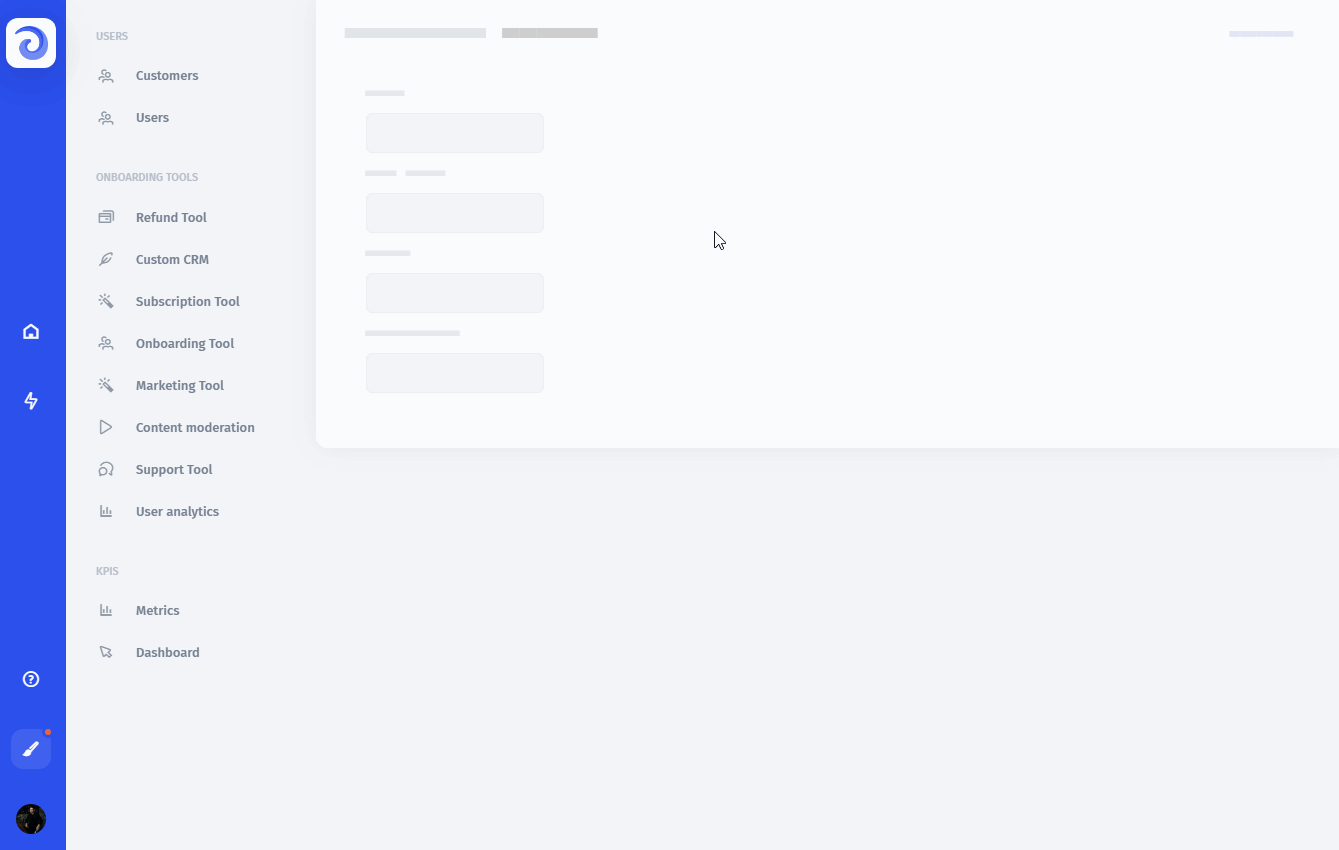 USERS
Customers
Users
ONBOARDING TOOLS
Refund Tool
Custom CRM
Subscription Tool
Onboarding Tool
Marketing Tool
Content moderation
Support Tool
User analytics
KPIS
Metrics
Dashboard